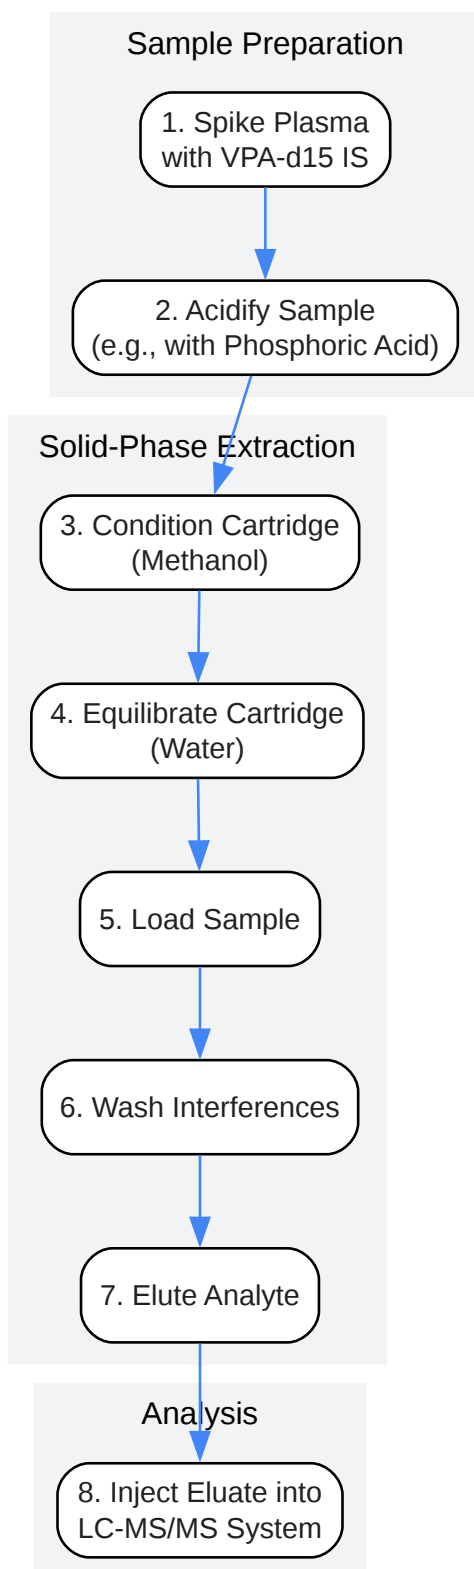 Sample Preparation
1. Spike Plasma
with VPA-d15 IS
2. Acidify Sample
(e.g., with Phosphoric Acid)
Solid-Phase Extraction
3. Condition Cartridge
(Methanol)
4. Equilibrate Cartridge
(Water)
5. Load Sample
6. Wash Interferences
7. Elute Analyte
Analysis
8. Inject Eluate into
LC-MS/MS System